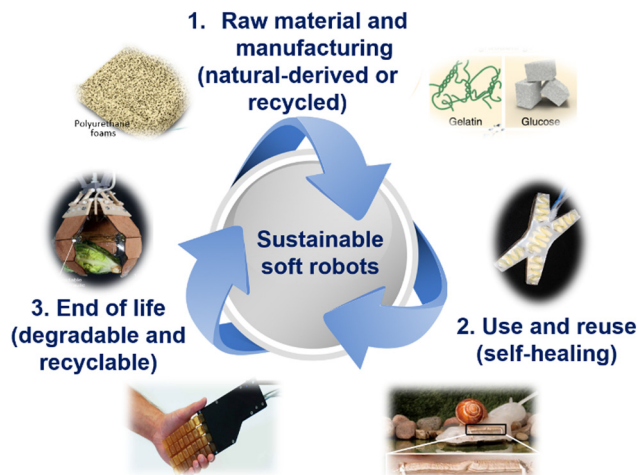 1. Raw material and
manufacturing
(natural-derived or
recycled)
Polyurethane
foams
Gelatin
Glucose
Sustainable
soft robots
3. End of life
(degradable and
recyclable)
2. Use and reuse
(self-healing)